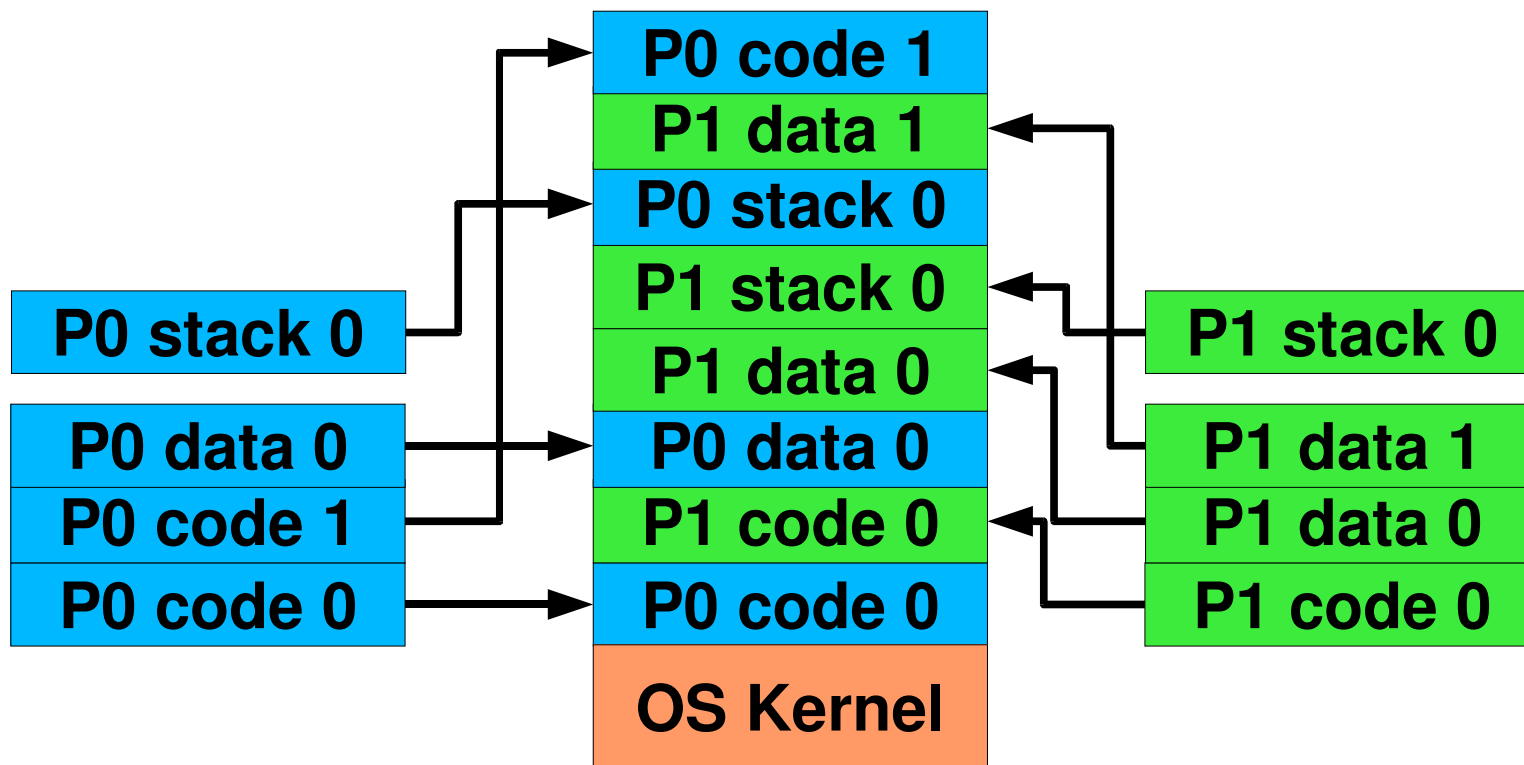 P0 stack 0
P0 data 0
P0 code 1
P0 code 0
P0 code 1
P1 data 1
P0 stack 0
P1 stack 0
P1 data 0
P0 data 0
P1 code 0
P0 code 0
OS Kernel
P1 stack 0
P1 data 1
P1 data 0
P1 code 0